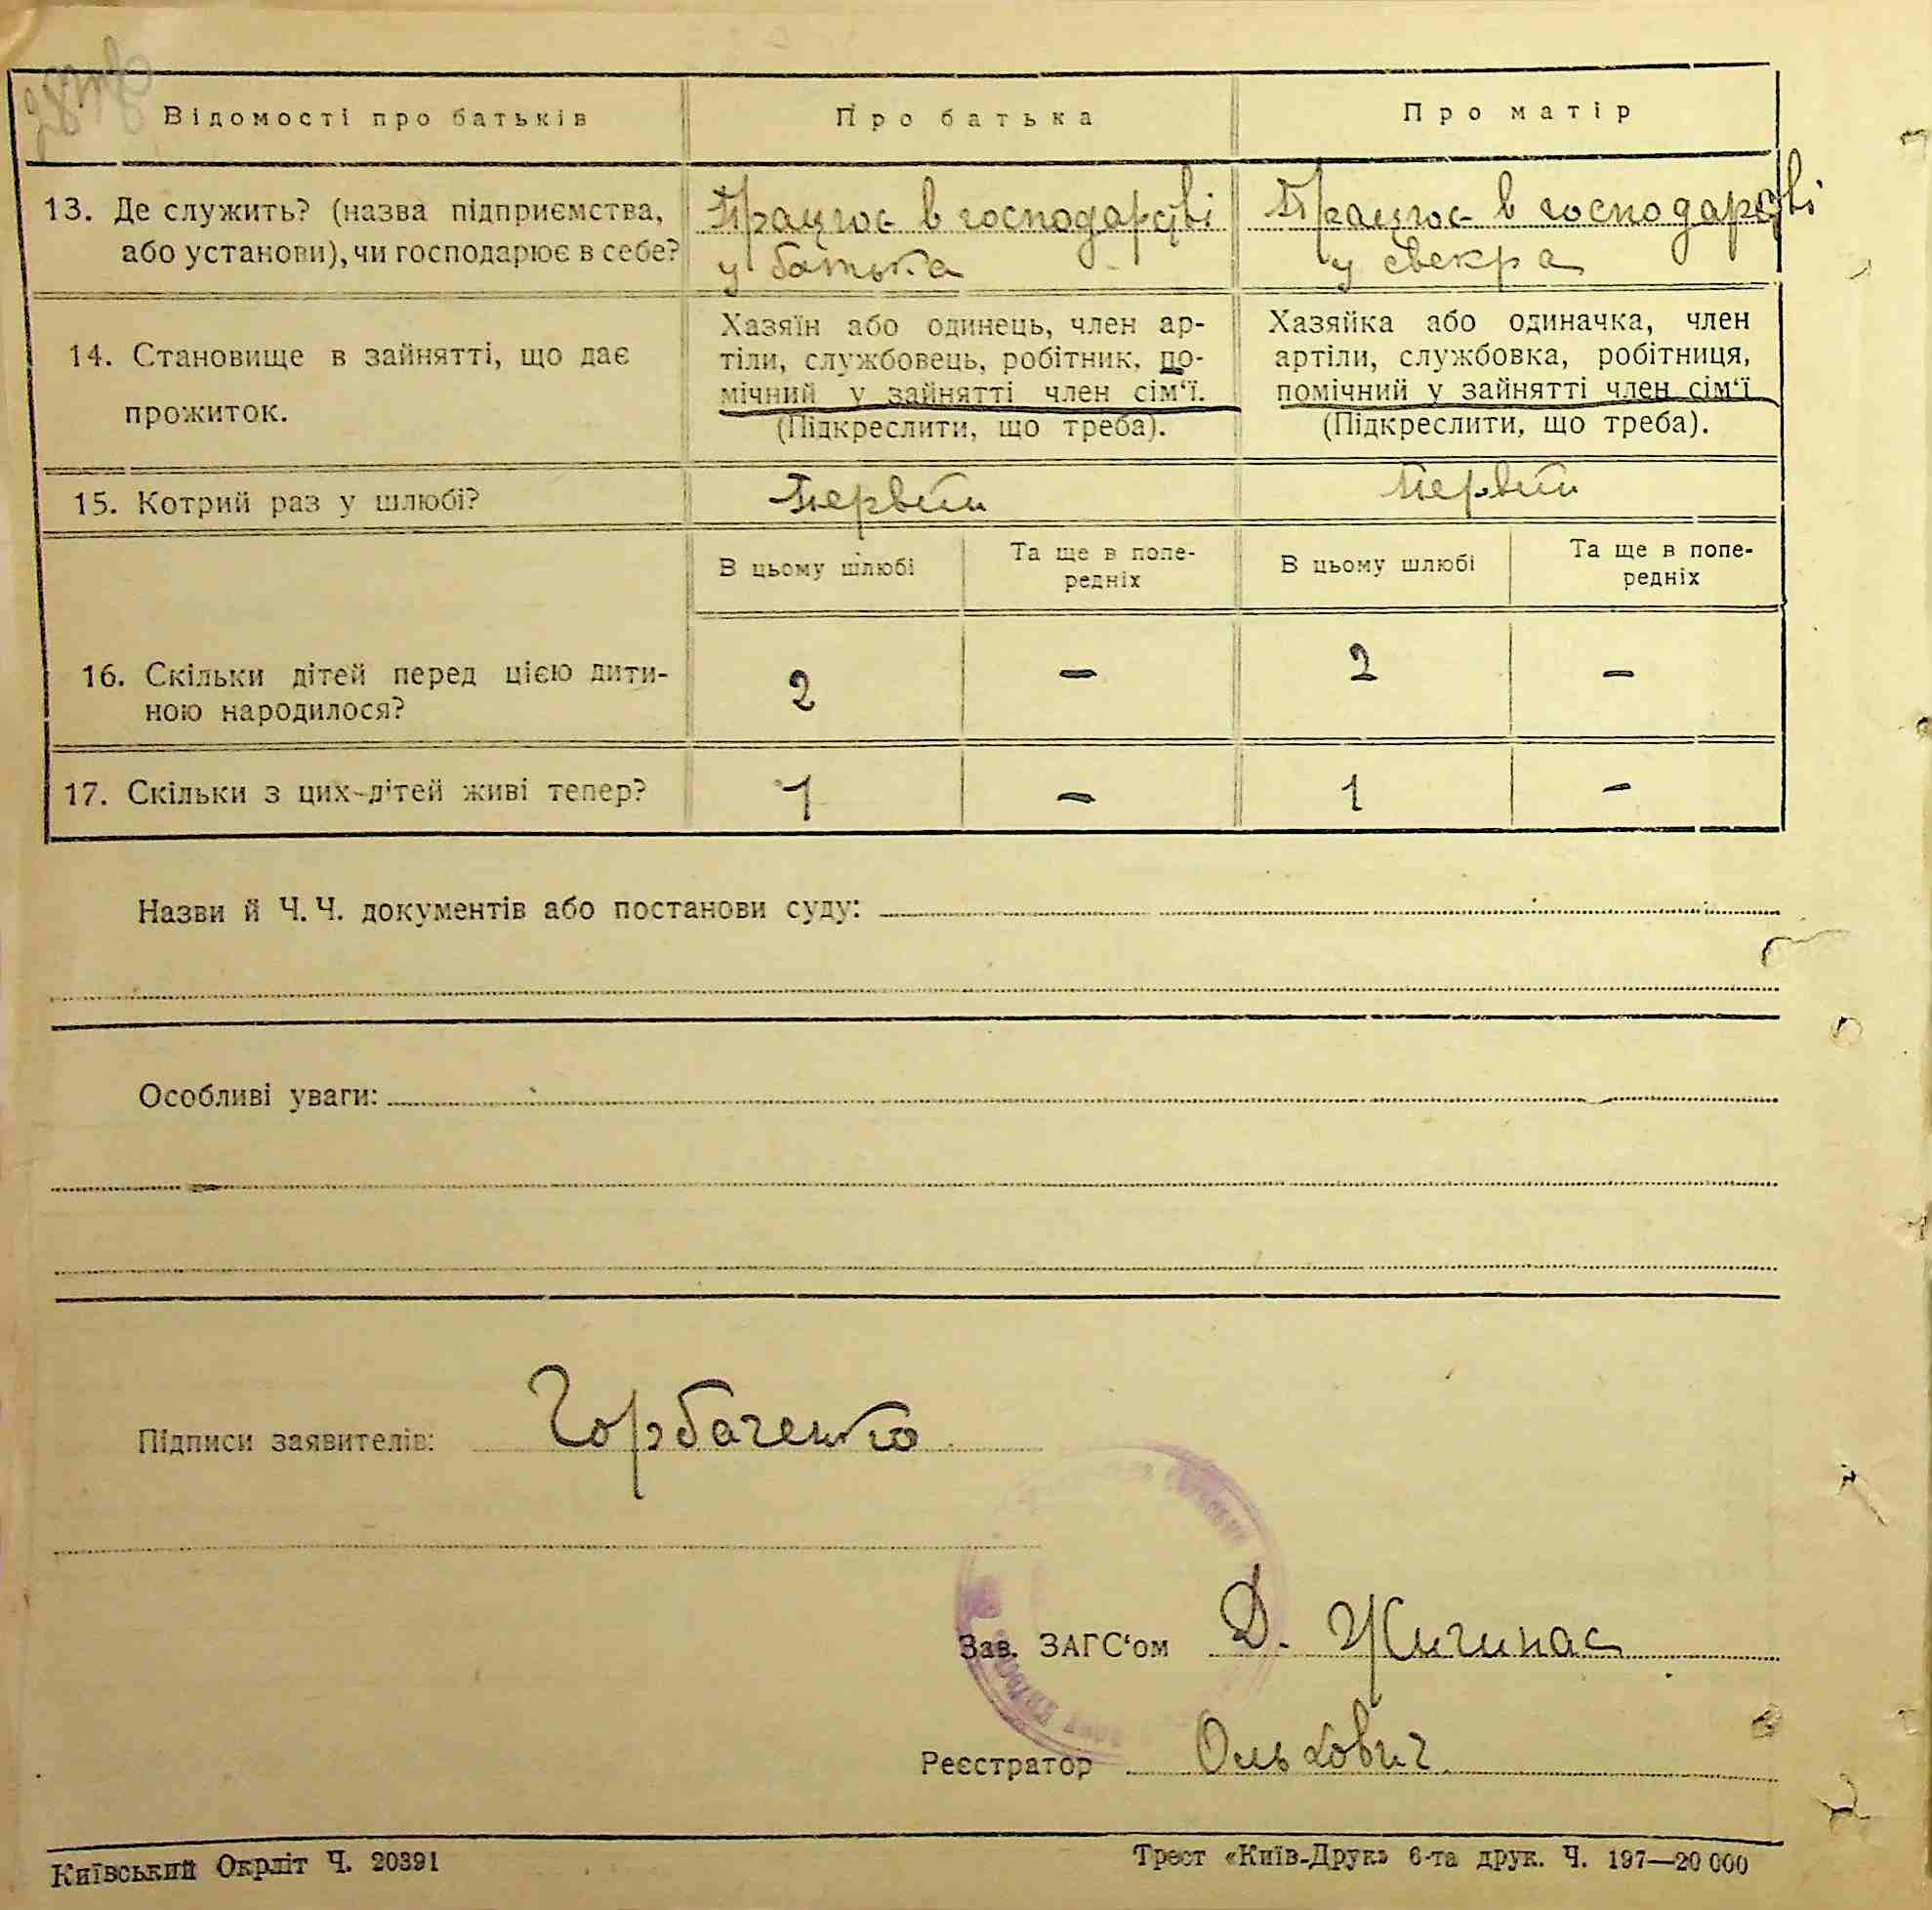 Відомості про батьків
Про батька
Про матір
13. Де служить? (назва підприємства,
або установи), чи господарює в себе?
Працює в господарстві
у батька
Працює в господарстві
у свекра
14. Становище в зайнятті, що дає
прожиток.
Хазяїн або одинець, член ар-
тіли, службовець, робітник, по-
мічний у зайнятті член сім‘ї.
(Підкреслити, що треба).
Хазяйка або одиначка, член
артіли, службовка, робітниця,
помічний у зайнятті член сім‘ї
(Підкреслити, що треба).
15. Котрий раз у шлюбі?
Первий
Первий
В цьому шлюбі
Та ще в попе-
редніх
В цьому шлюбі
Та ще в попе-
редніх
16. Скільки дітей перед цією дити-
ною народилося?
2 – 2 –
17. Скільки з цих дітей живі тепер?
1 – 1 –
Назви й Ч. Ч. документів або постанови суду:
Особливі уваги:
Підписи заявителів: Горбаченко
Зав. ЗАГС‘ом Д. Жигинас
Реєстратор Ольхович
Київський Окрліт Ч. 20391
Трест «Київ-Друк» 6-та друк. Ч. 197—20 000